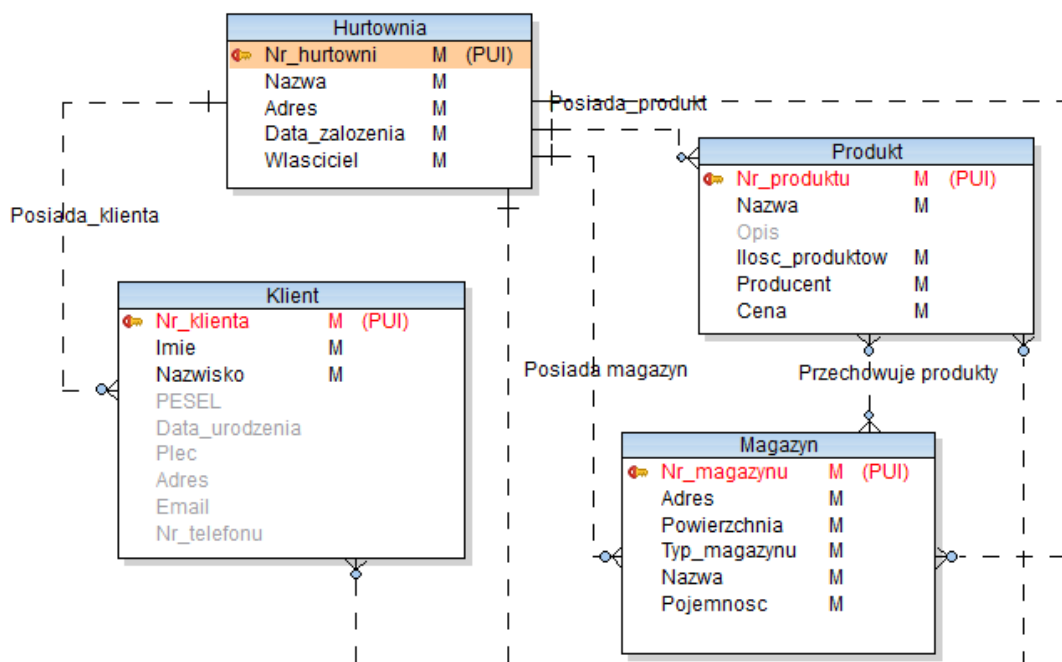 Hurtownia
Nr_hurtowni M (PUI)
Nazwa M
Adres M
Data_zalozenia M
Wlasciciel M
Posiada_produkt
Produkt
Nr_produktu M (PUI)
Nazwa M
Opis
Ilosc_produktow M
Producent M
Cena M
Posiada_klienta
Klient
Nr_klienta M (PUI)
Imie M
Nazwisko M
PESEL
Data_urodzenia
Plec
Adres
Email
Nr_telefonu
Posiada magazyn
Przechowuje produkty
Magazyn
Nr_magazynu M (PUI)
Adres M
Powierzchnia M
Typ_magazynu M
Nazwa M
Pojemnosc M